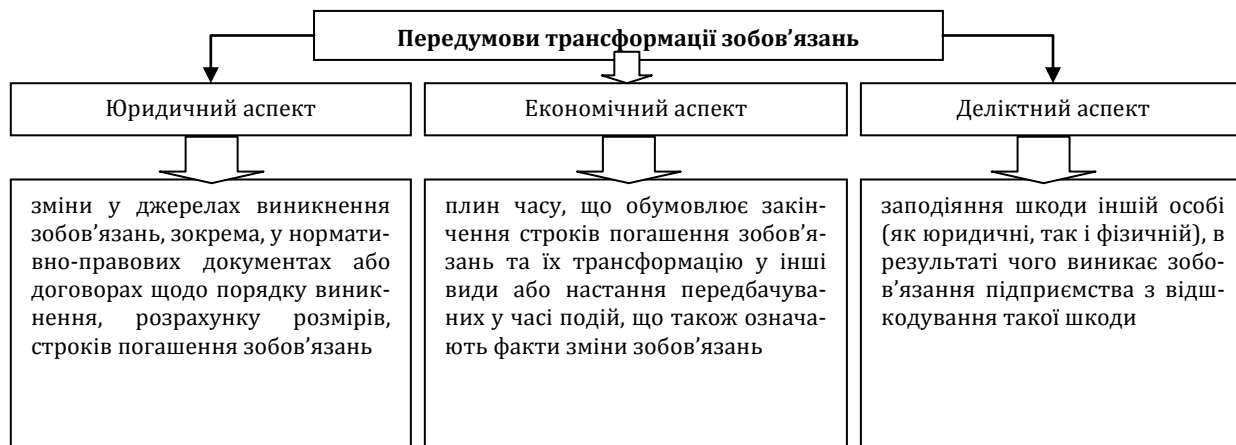 Передумови трансформації зобов’язань
Юридичний аспект
Економічний аспект
Деліктний аспект
зміни у джерелах виникнення
зобов’язань, зокрема, у нормати-
вно-правових документах або
договорах щодо порядку виник-
нення, розрахунку розмірів,
строків погашення зобов’язань
плин часу, що обумовлює закін-
чення строків погашення зобов’я-
зань та їх трансформацію у інші
види або настання передбачува-
них у часі подій, що також означа-
ють факти зміни зобов’язань
заподіяння шкоди іншій особі
(як юридичні, так і фізичній), в
результаті чого виникає зобо-
в’язання підприємства з відш-
кодування такої шкоди